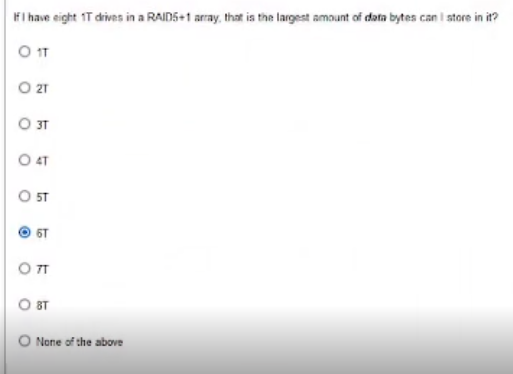 If I have eight 1T drives in a RAID5+1 array, that is the largest amount of data bytes can I store in it?
1T
2T
3T
4T
5T
6T
7T
8T
None of the above